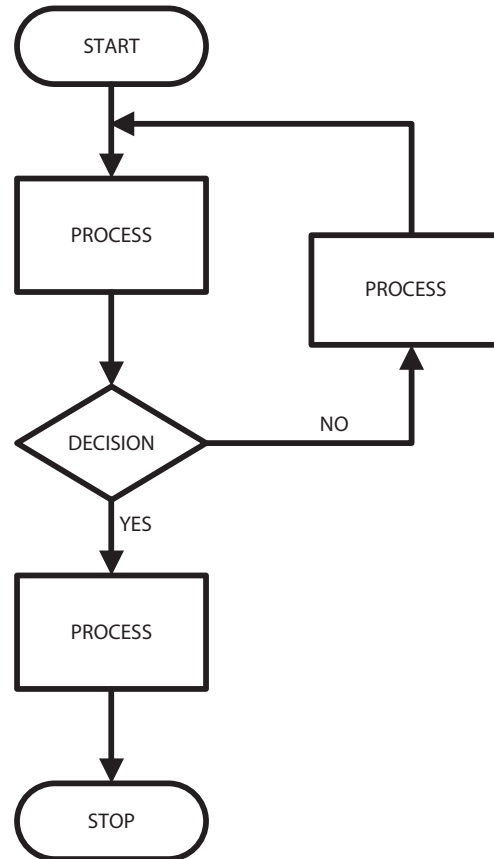 START
PROCESS
PROCESS
DECISION
NO
YES
PROCESS
STOP